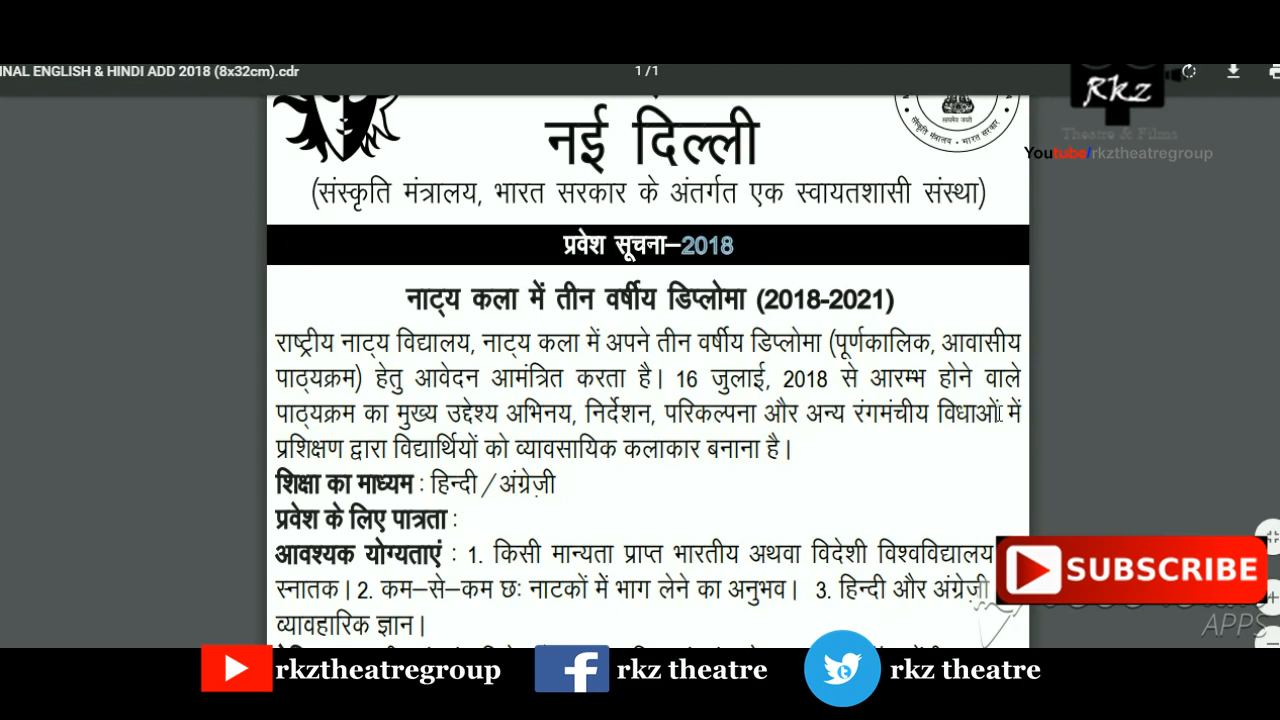 INAL ENGLISH & HINDI ADD 2018 (8x32cm).cdr
1 / 1
Rkz
Theatre & Films
Youtube/rkztheatregroup
नई दिल्ली
संस्कृति मंत्रालय, भारत सरकार
(संस्कृति मंत्रालय, भारत सरकार के अंतर्गत एक स्वायतशासी संस्था)
प्रवेश सूचना–2018
नाट्य कला में तीन वर्षीय डिप्लोमा (2018-2021)
राष्ट्रीय नाट्य विद्यालय, नाट्य कला में अपने तीन वर्षीय डिप्लोमा (पूर्णकालिक, आवासीय
पाठ्यक्रम) हेतु आवेदन आमंत्रित करता है। 16 जुलाई, 2018 से आरम्भ होने वाले
पाठ्यक्रम का मुख्य उद्देश्य अभिनय, निर्देशन, परिकल्पना और अन्य रंगमंचीय विधाओं में
प्रशिक्षण द्वारा विद्यार्थियों को व्यावसायिक कलाकार बनाना है।
शिक्षा का माध्यम : हिन्दी/अंग्रेज़ी
प्रवेश के लिए पात्रता :
आवश्यक योग्यताएं : 1. किसी मान्यता प्राप्त भारतीय अथवा विदेशी विश्वविद्यालय
स्नातक। 2. कम–से–कम छः नाटकों में भाग लेने का अनुभव। 3. हिन्दी और अंग्रेज़ी
व्यावहारिक ज्ञान।
SUBSCRIBE
APPS
rkztheatregroup
rkz theatre
rkz theatre